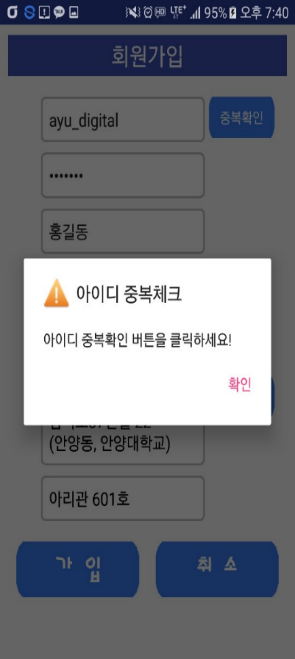 95% 오후 7:40
회원가입
ayu_digital 중복확인
•••••••
홍길동
아이디 중복체크
아이디 중복확인 버튼을 클릭하세요!
확인
(안양동, 안양대학교)
아리관 601호
가 입 취 소